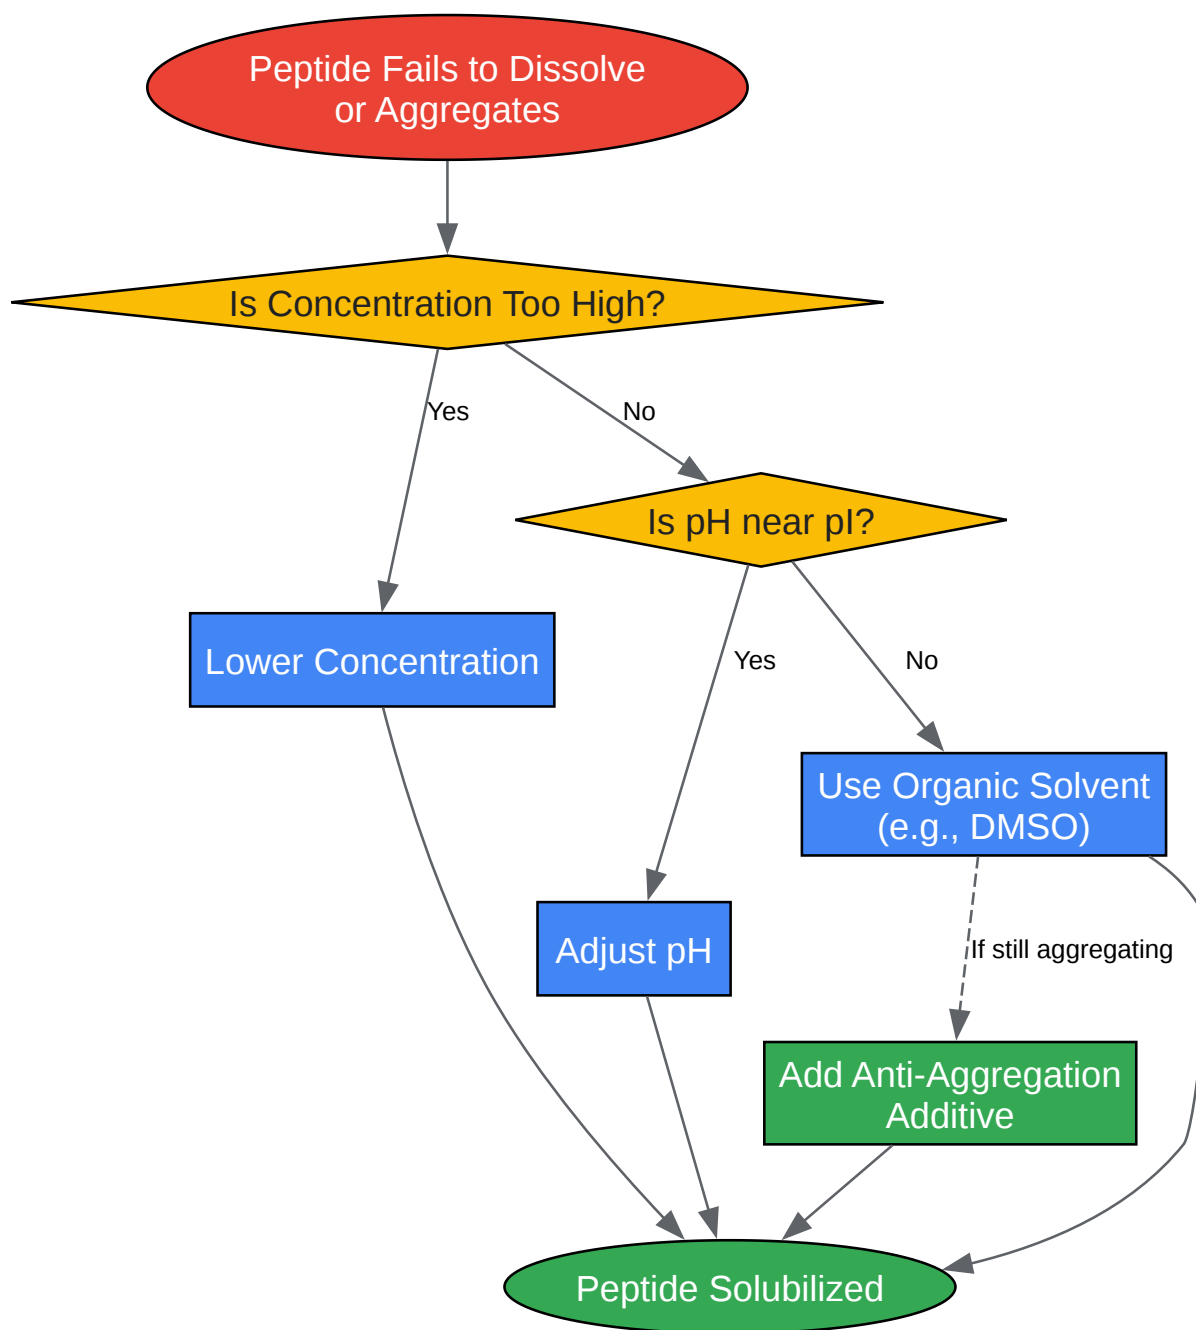 Peptide Fails to Dissolve
or Aggregates
Is Concentration Too High?
Yes
No
Is pH near pI?
Lower Concentration
Yes
No
Use Organic Solvent
(e.g., DMSO)
Adjust pH
If still aggregating
Add Anti-Aggregation
Additive
Peptide Solubilized